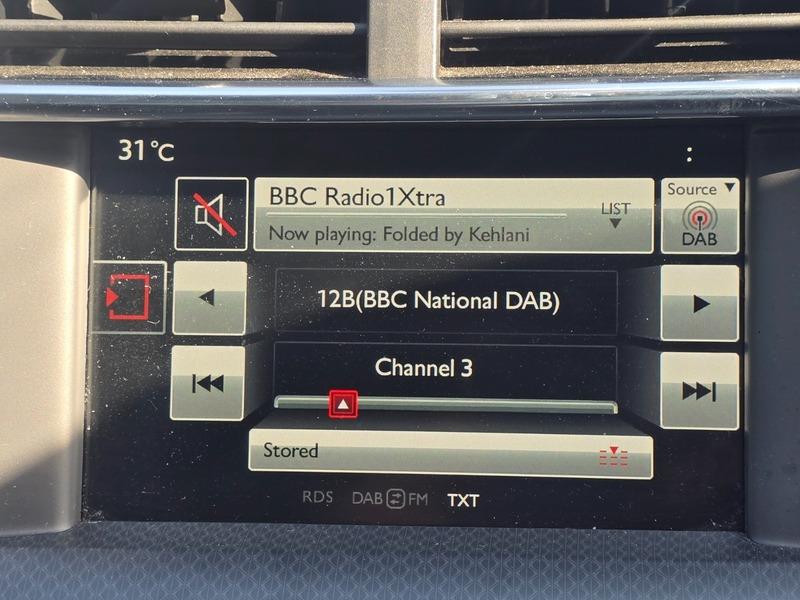 31°C
:
BBC Radio1Xtra
LIST
Source
Now playing: Folded by Kehlani
DAB
12B(BBC National DAB)
Channel 3
Stored
RDS DAB FM TXT